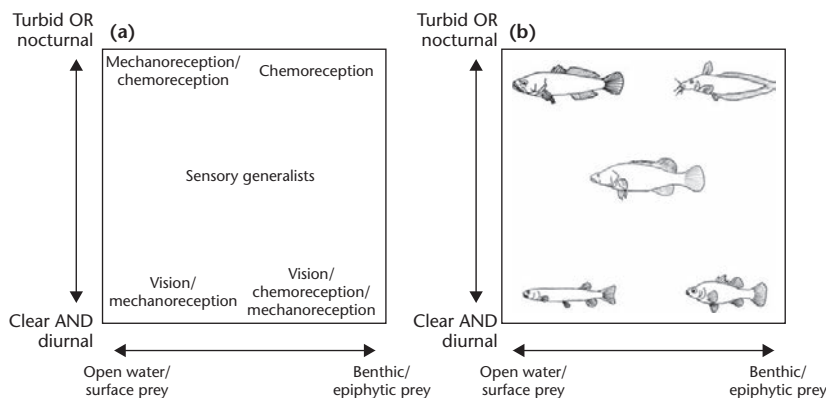 Turbid OR
nocturnal
(a)
Mechanoreception/
chemoreception
Chemoreception
Sensory generalists
Vision/
mechanoreception
Vision/
chemoreception/
mechanoreception
Clear AND
diurnal
Open water/
surface prey
Benthic/
epiphytic prey
Turbid OR
nocturnal
(b)
Clear AND
diurnal
Open water/
surface prey
Benthic/
epiphytic prey